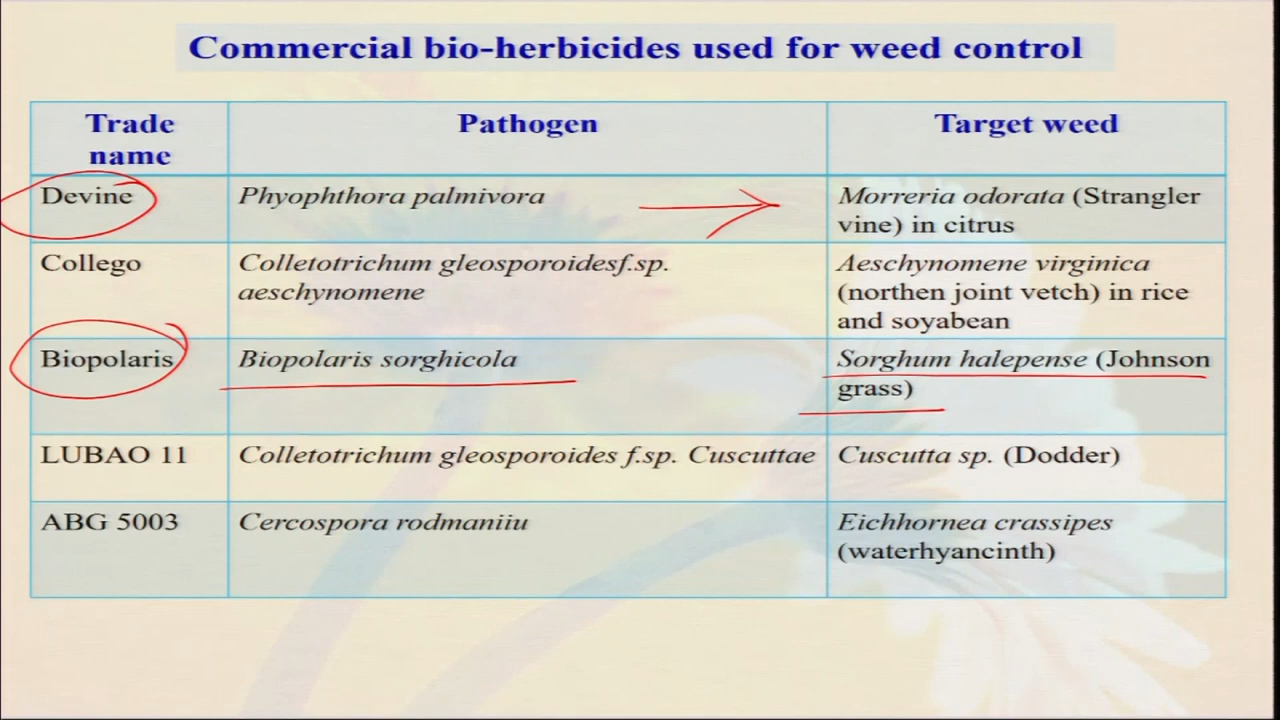 Commercial bio-herbicides used for weed control
Trade name
Pathogen
Target weed
Devine
Phyophthora palmivora
Morreria odorata (Strangler
vine) in citrus
Collego
Colletotrichum gleosporoidesf.sp.
aeschynomene
Aeschynomene virginica
(northen joint vetch) in rice
and soyabean
Biopolaris
Biopolaris sorghicola
Sorghum halepense (Johnson
grass)
LUBAO 11
Colletotrichum gleosporoides f.sp. Cuscuttae
Cuscutta sp. (Dodder)
ABG 5003
Cercospora rodmaniiu
Eichhornea crassipes
(waterhyancinth)